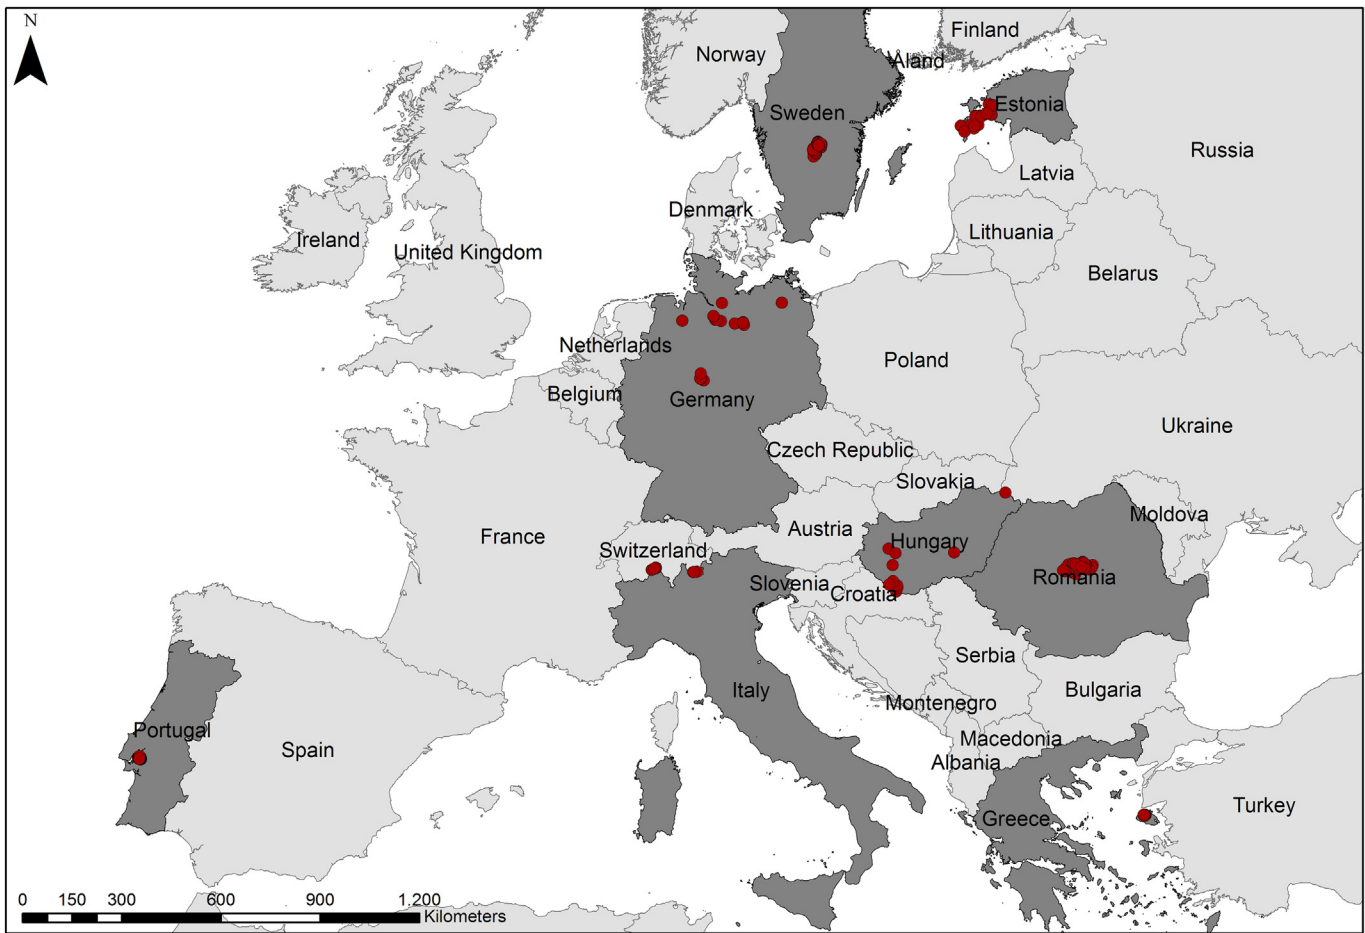 N
Finland
Norway
Åland
Estonia
Sweden
Russia
Latvia
Denmark
Lithuania
Ireland
United Kingdom
Belarus
Netherlands
Poland
Belgium
Germany
Ukraine
Czech Republic
Slovakia
Moldova
Austria
France
Hungary
Switzerland
Romania
Slovenia
Croatia
Serbia
Italy
Bulgaria
Montenegro
Portugal
Macedonia
Spain
Albania
Turkey
Greece
0 150 300 600 900 1,200
Kilometers